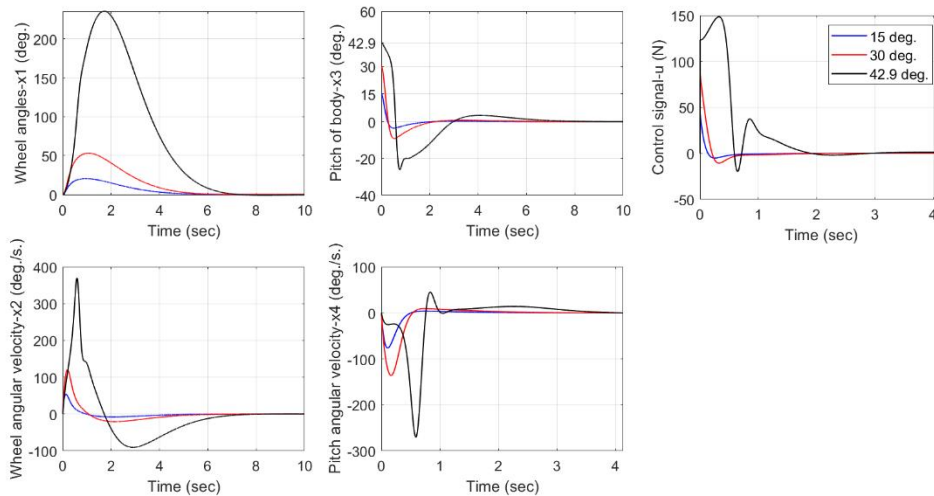 Wheel angles-x1 (deg.)
200
150
100
50
0
0 2 4 6 8 10
Time (sec)
Pitch of body-x3
60
42.9
30
15
0
-20
-40
0 2 4 6 8 10
Time (sec)
Control signal-u (N)
150
100
50
0
-50
0 1 2 3 4
Time (sec)
15 deg.
30 deg.
42.9 deg.
Wheel angular velocity-x2 (deg./s.)
400
300
200
100
0
-100
0 2 4 6 8 10
Time (sec)
Pitch angular velocity-x4 (deg./s.)
100
0
-100
-200
-300
0 1 2 3 4
Time (sec)